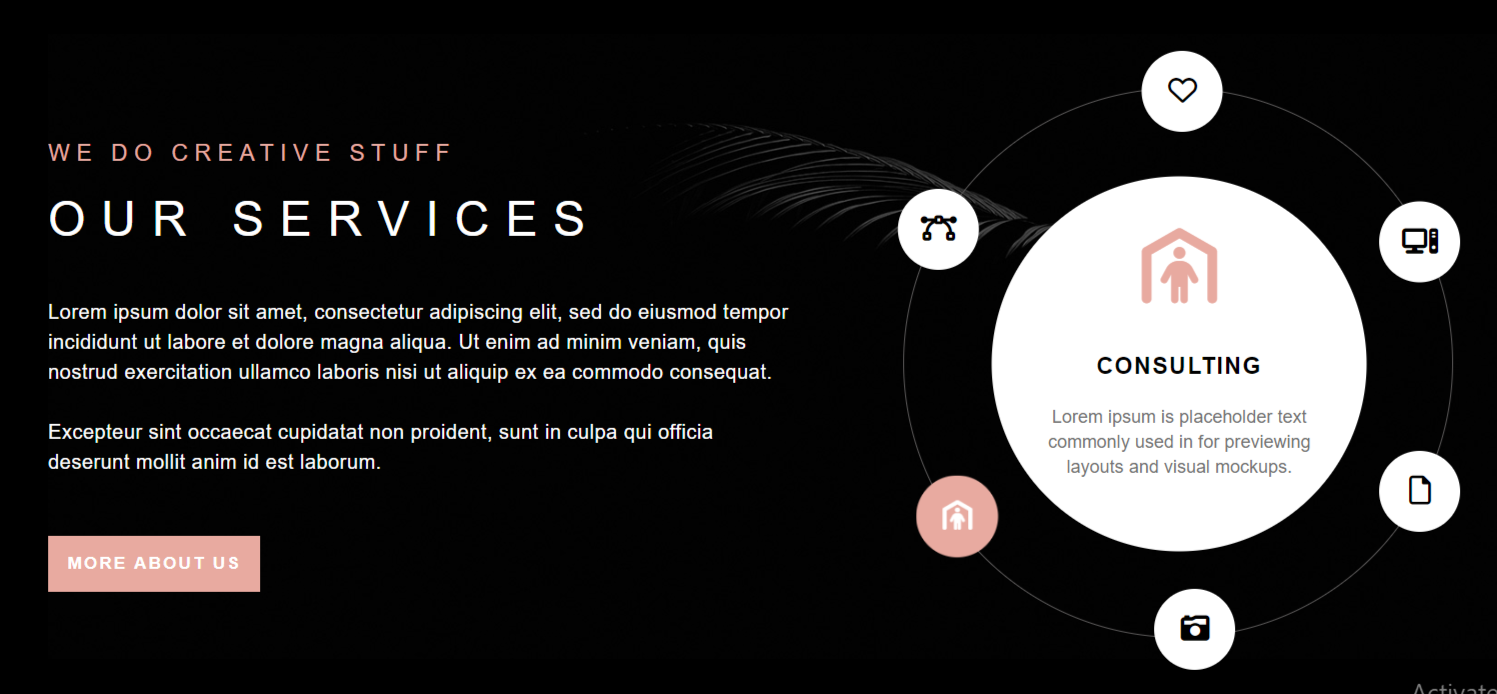 WE DO CREATIVE STUFF
OUR SERVICES
Lorem ipsum dolor sit amet, consectetur adipiscing elit, sed do eiusmod tempor
incididunt ut labore et dolore magna aliqua. Ut enim ad minim veniam, quis
nostrud exercitation ullamco laboris nisi ut aliquip ex ea commodo consequat.
Excepteur sint occaecat cupidatat non proident, sunt in culpa qui officia
deserunt mollit anim id est laborum.
MORE ABOUT US
CONSULTING
Lorem ipsum is placeholder text
commonly used in for previewing
layouts and visual mockups.